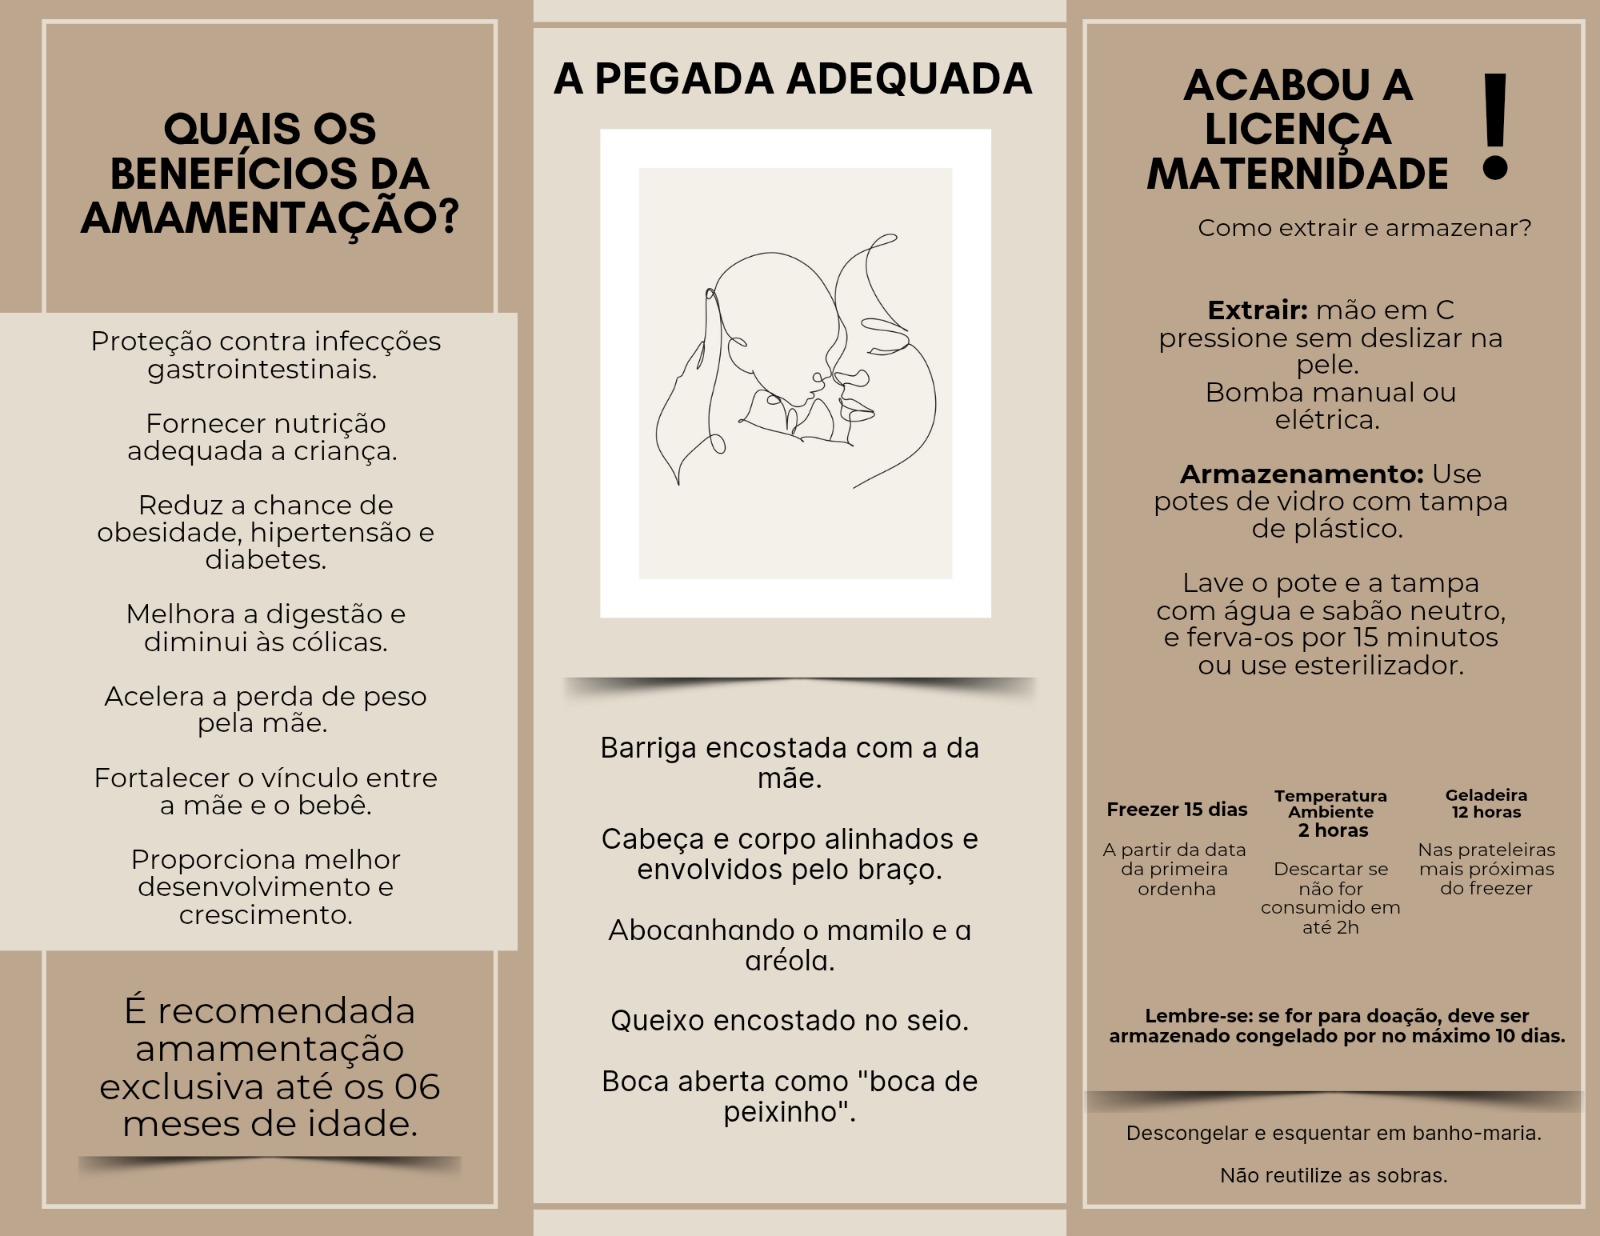 QUAIS OS
BENEFÍCIOS DA
AMAMENTAÇÃO?
Proteção contra infecções
gastrointestinais.
Fornecer nutrição
adequada a criança.
Reduz a chance de
obesidade, hipertensão e
diabetes.
Melhora a digestão e
diminui às cólicas.
Acelera a perda de peso
pela mãe.
Fortalecer o vínculo entre
a mãe e o bebê.
Proporciona melhor
desenvolvimento e
crescimento.
É recomendada
amamentação
exclusiva até os 06
meses de idade.
A PEGADA ADEQUADA
Barriga encostada com a da
mãe.
Cabeça e corpo alinhados e
envolvidos pelo braço.
Abocanhando o mamilo e a
aréola.
Queixo encostado no seio.
Boca aberta como "boca de
peixinho".
ACABOU A
LICENÇA
MATERNIDADE !
Como extrair e armazenar?
Extrair: mão em C
pressione sem deslizar na
pele.
Bomba manual ou
elétrica.
Armazenamento: Use
potes de vidro com tampa
de plástico.
Lave o pote e a tampa
com água e sabão neutro,
e ferva-os por 15 minutos
ou use esterilizador.
Freezer 15 dias
A partir da data
da primeira
ordenha
Temperatura
Ambiente
2 horas
Descartar se
não for
consumido em
até 2h
Geladeira
12 horas
Nas prateleiras
mais próximas
do freezer
Lembre-se: se for para doação, deve ser
armazenado congelado por no máximo 10 dias.
Descongelar e esquentar em banho-maria.
Não reutilize as sobras.